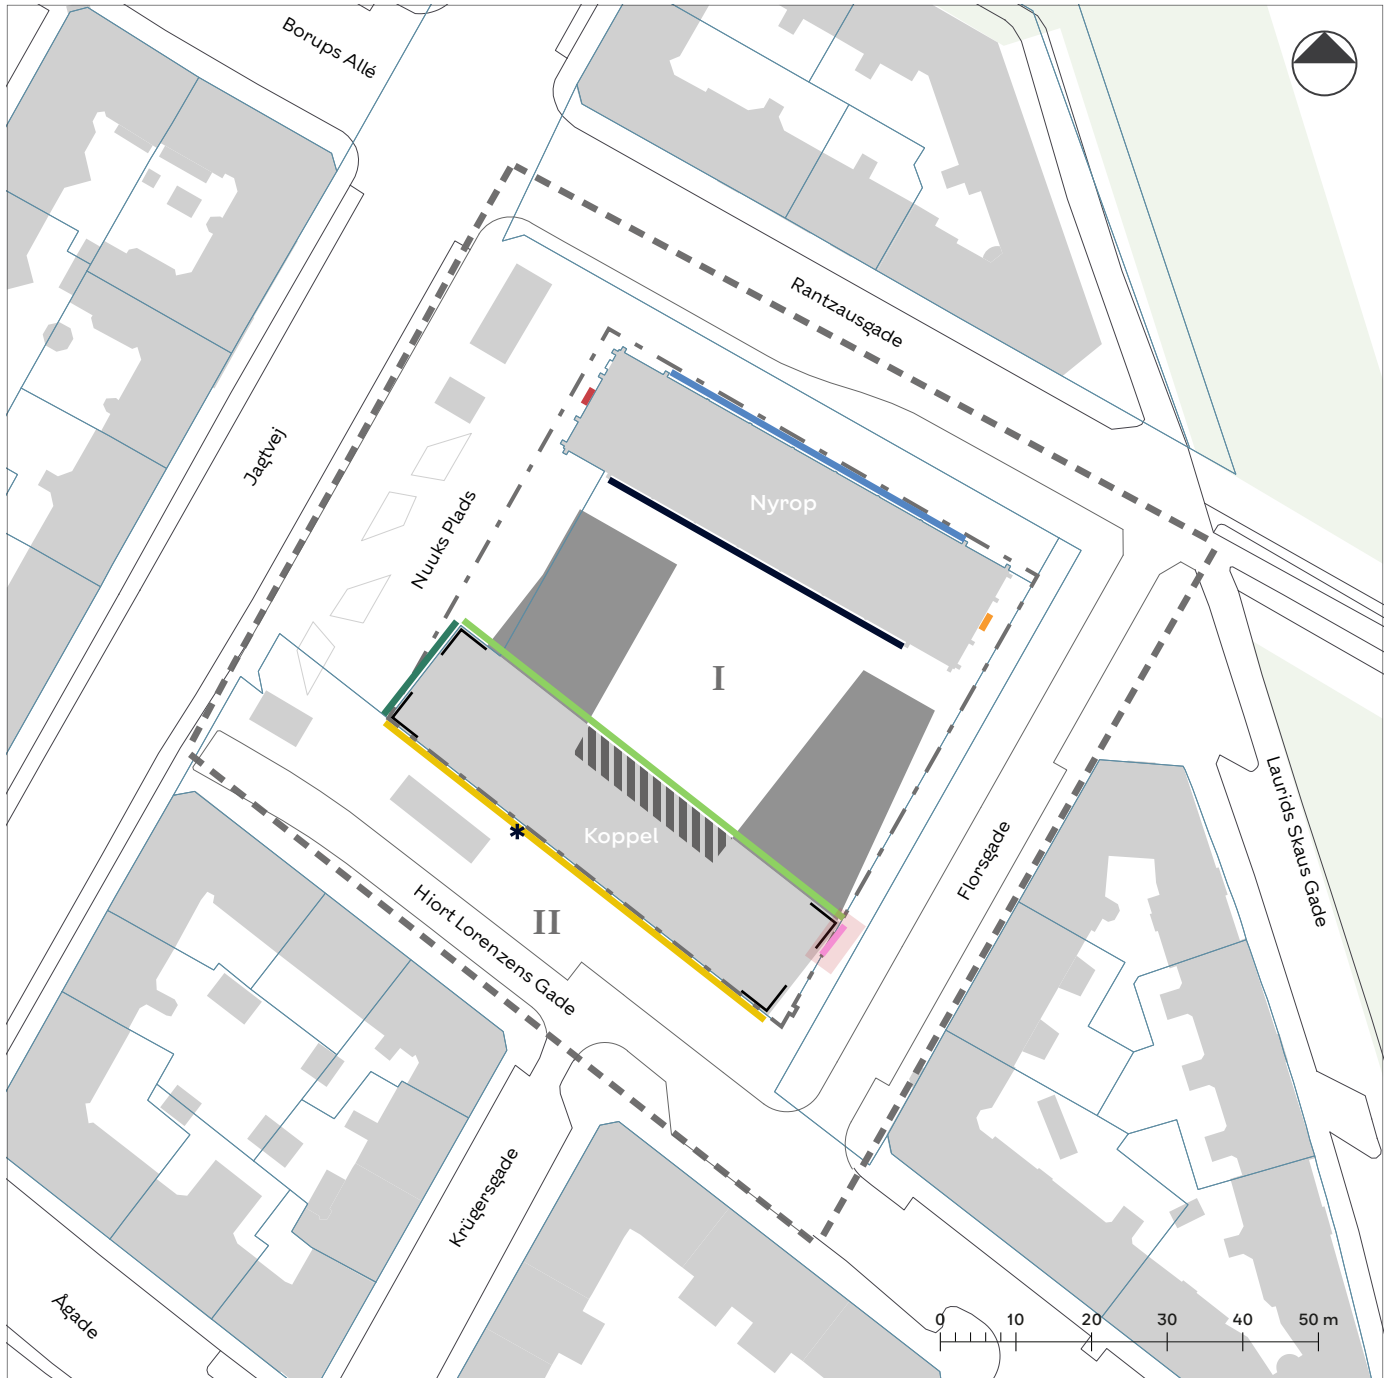 Borups Allé
Rantzausgade
Jagtvej
Nuuks Plads
Nyrop
I
Koppel
Laurids Skaus Gade
Florsgade
Hiort Lorenzens Gade
II
*
Krügersgade
Ågade
0 10 20 30 40 50 m